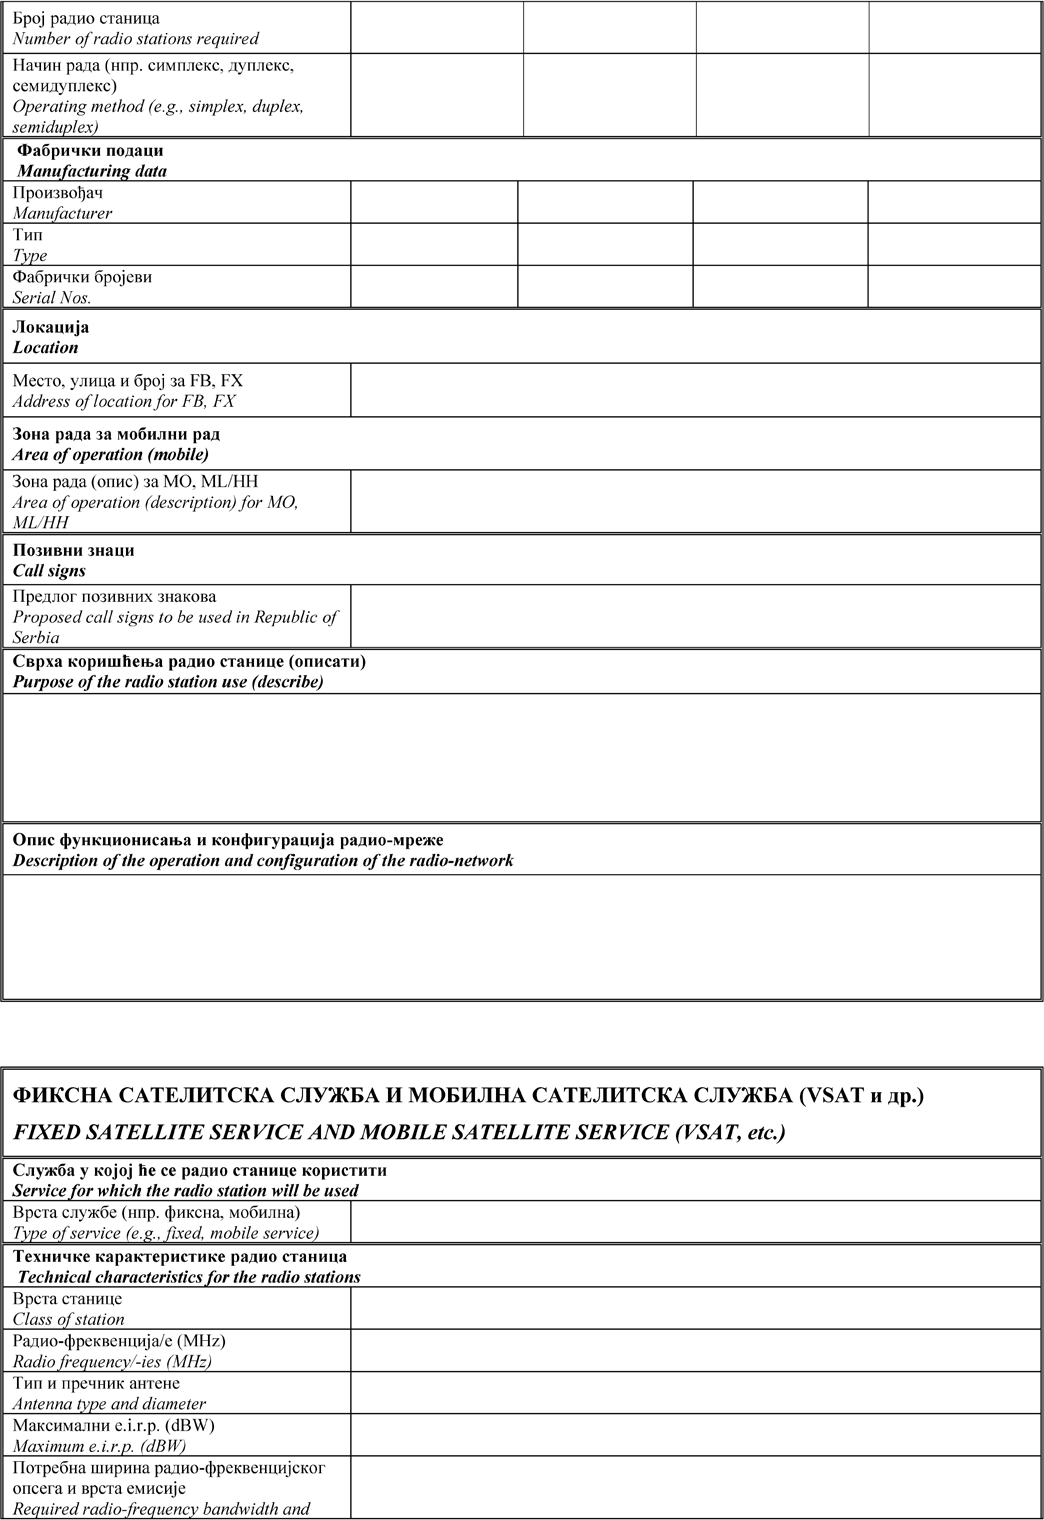 Број радио станица
Number of radio stations required
Начин рада (нпр. симплекс, дуплекс,
семидуплекс)
Operating method (e.g., simplex, duplex,
semiduplex)
Фабрички подаци
Manufacturing data
Произвођач
Manufacturer
Тип
Type
Фабрички бројеви
Serial Nos.
Локација
Location
Место, улица и број за FB, FX
Address of location for FB, FX
Зона рада за мобилни рад
Area of operation (mobile)
Зона рада (опис) за MO, ML/HH
Area of operation (description) for MO,
ML/HH
Позивни знаци
Call signs
Предлог позивних знакова
Proposed call signs to be used in Republic of
Serbia
Сврха коришћења радио станице (описати)
Purpose of the radio station use (describe)
Опис функционисања и конфигурација радио-мреже
Description of the operation and configuration of the radio-network
ФИКСНА САТЕЛИТСКА СЛУЖБА И МОБИЛНА САТЕЛИТСКА СЛУЖБА (VSAT и др.)
FIXED SATELLITE SERVICE AND MOBILE SATELLITE SERVICE (VSAT, etc.)
Служба у којој ће се радио станице користити
Service for which the radio station will be used
Врста службе (нпр. фиксна, мобилна)
Type of service (e.g., fixed, mobile service)
Техничке карактеристике радио станица
Technical characteristics for the radio stations
Врста станице
Class of station
Радио-фреквенција/е (MHz)
Radio frequency/-ies (MHz)
Тип и пречник антене
Antenna type and diameter
Максимални e.i.r.p. (dBW)
Maximum e.i.r.p. (dBW)
Потребна ширина радио-фреквенцијског
опсега и врста емисије
Required radio-frequency bandwidth and